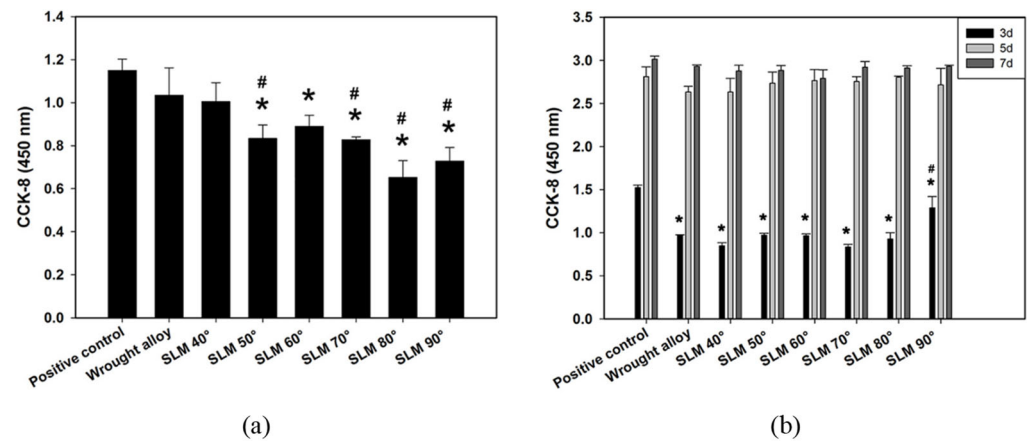 1.4
1.2
1.0
0.8
0.6
0.4
0.2
0.0
CCK-8 (450 nm)
#
*
*
#
*
#
*
#
*
Positive control
Wrought alloy
SLM 40°
SLM 50°
SLM 60°
SLM 70°
SLM 80°
SLM 90°
(a)
3.5
3.0
2.5
2.0
1.5
1.0
0.5
0.0
CCK-8 (450 nm)
3d
5d
7d
*
*
*
*
*
*
#
*
Positive control
Wrought alloy
SLM 40°
SLM 50°
SLM 60°
SLM 70°
SLM 80°
SLM 90°
(b)